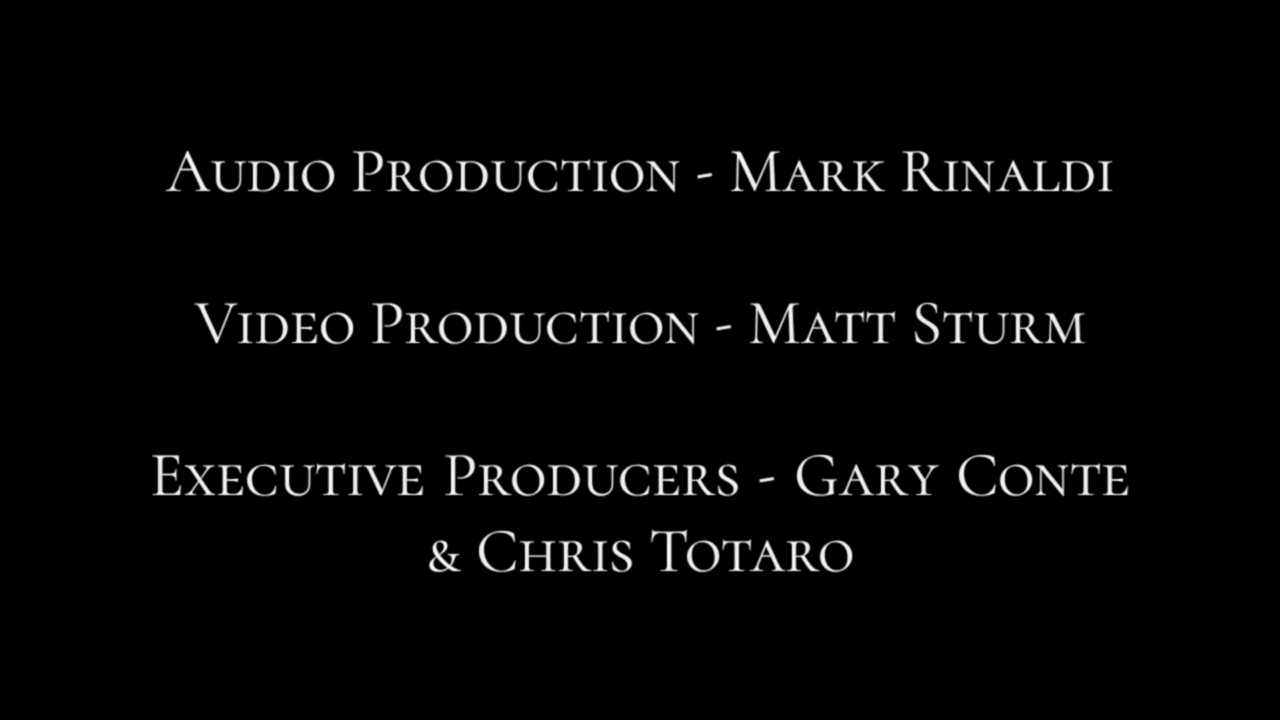 Audio Production - Mark Rinaldi
Video Production - Matt Sturm
Executive Producers - Gary Conte
& Chris Totaro